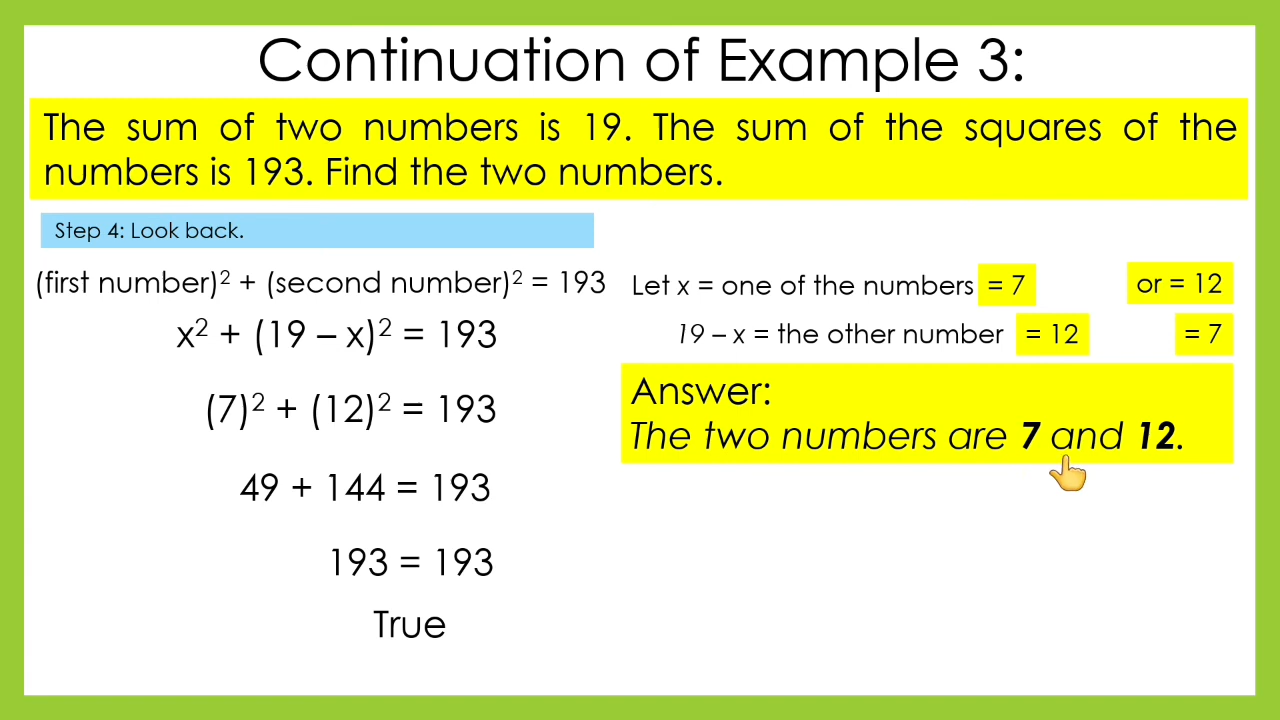 Continuation of Example 3:
The sum of two numbers is 19. The sum of the squares of the
numbers is 193. Find the two numbers.
Step 4: Look back.
(first number)² + (second number)² = 193
x² + (19 – x)² = 193
(7)² + (12)² = 193
49 + 144 = 193
193 = 193
True
Let x = one of the numbers = 7 or = 12
19 – x = the other number = 12 = 7
Answer:
The two numbers are 7 and 12.